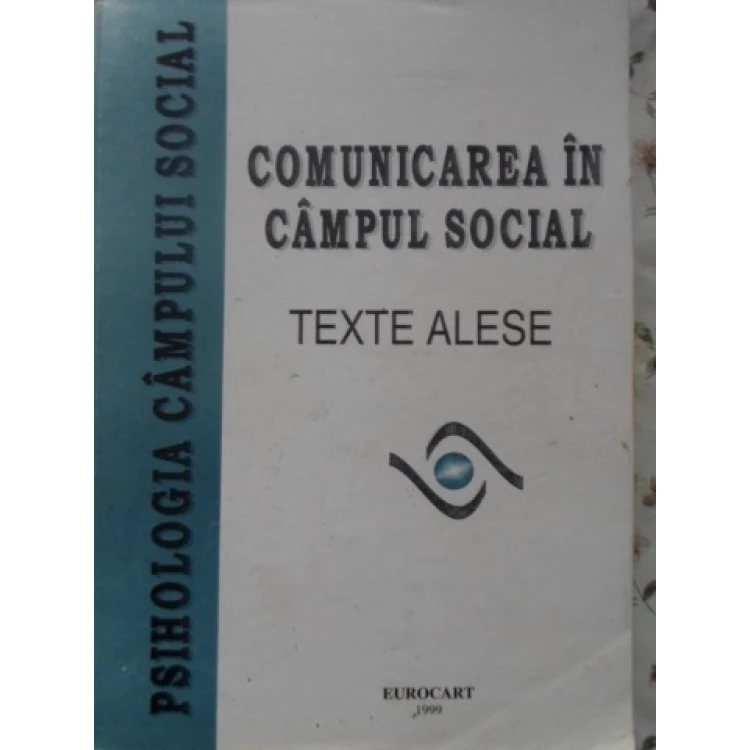 PSIHOLOGIA CÂMPULUI SOCIAL
COMUNICAREA ÎN
CÂMPUL SOCIAL
TEXTE ALESE
EUROCART
1999